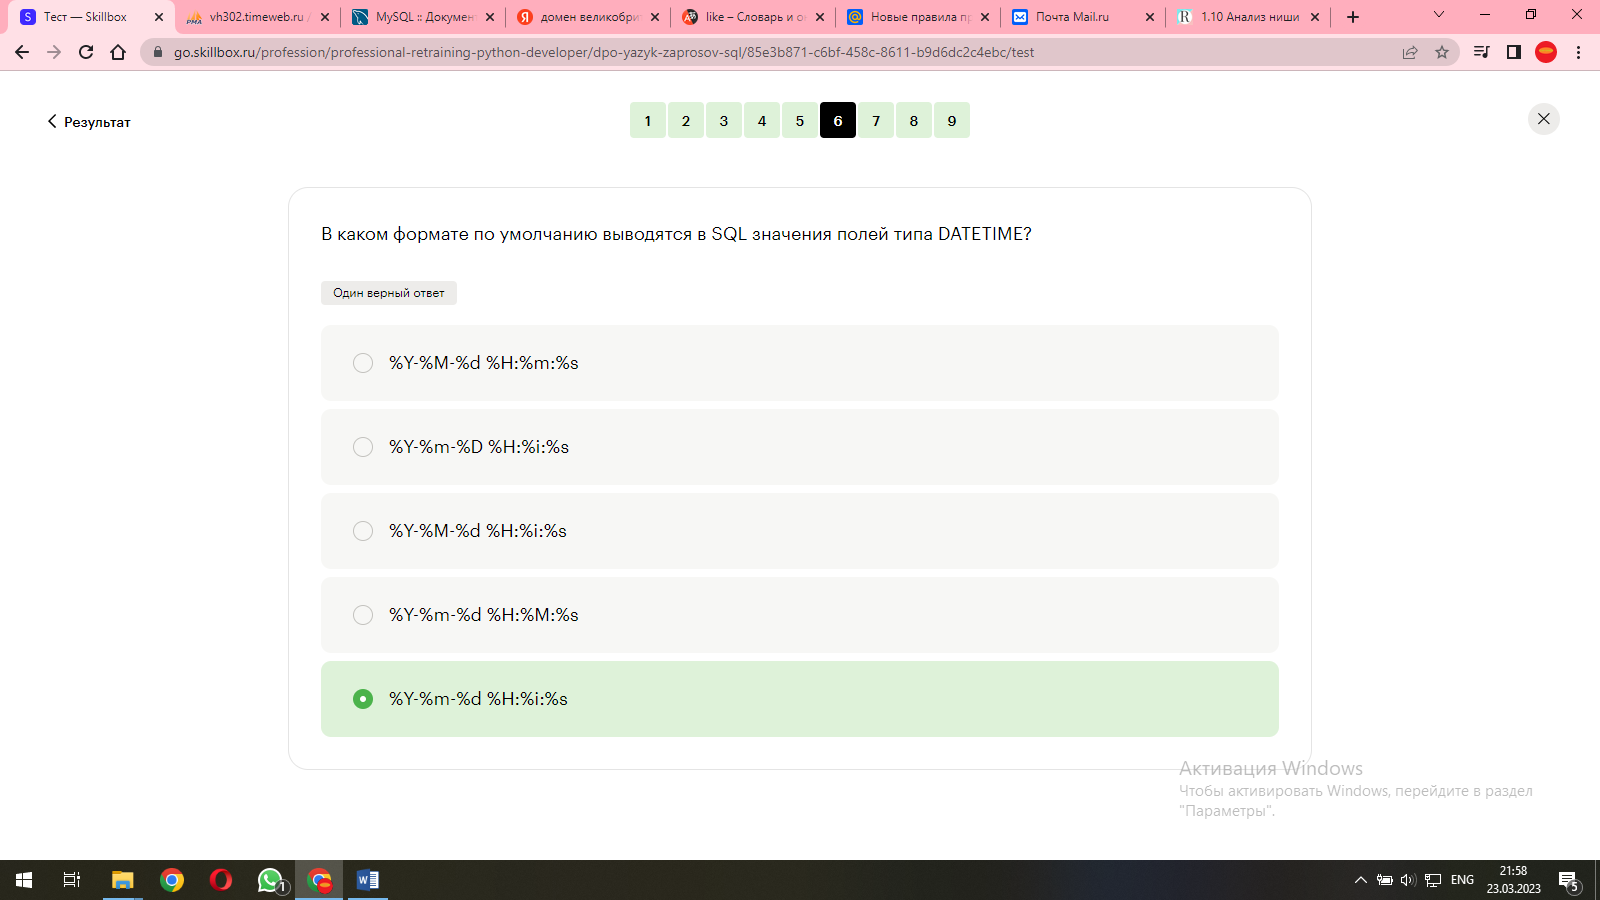 Тест — Skillbox
vh302.timeweb.ru /
MySQL :: Докумен
домен великобри
like – Словарь и о
Новые правила п
Почта Mail.ru
1.10 Анализ ниши
go.skillbox.ru/profession/professional-retraining-python-developer/dpo-yazyk-zaprosov-sql/85e3b871-c6bf-458c-8611-b9d6dc2c4ebc/test
Результат
1 2 3 4 5 6 7 8 9
В каком формате по умолчанию выводятся в SQL значения полей типа DATETIME?
Один верный ответ
%Y-%M-%d %H:%m:%s
%Y-%m-%D %H:%i:%s
%Y-%M-%d %H:%i:%s
%Y-%m-%d %H:%M:%s
%Y-%m-%d %H:%i:%s
Активация Windows
Чтобы активировать Windows, перейдите в раздел
"Параметры".
1
ENG
21:58
23.03.2023
5